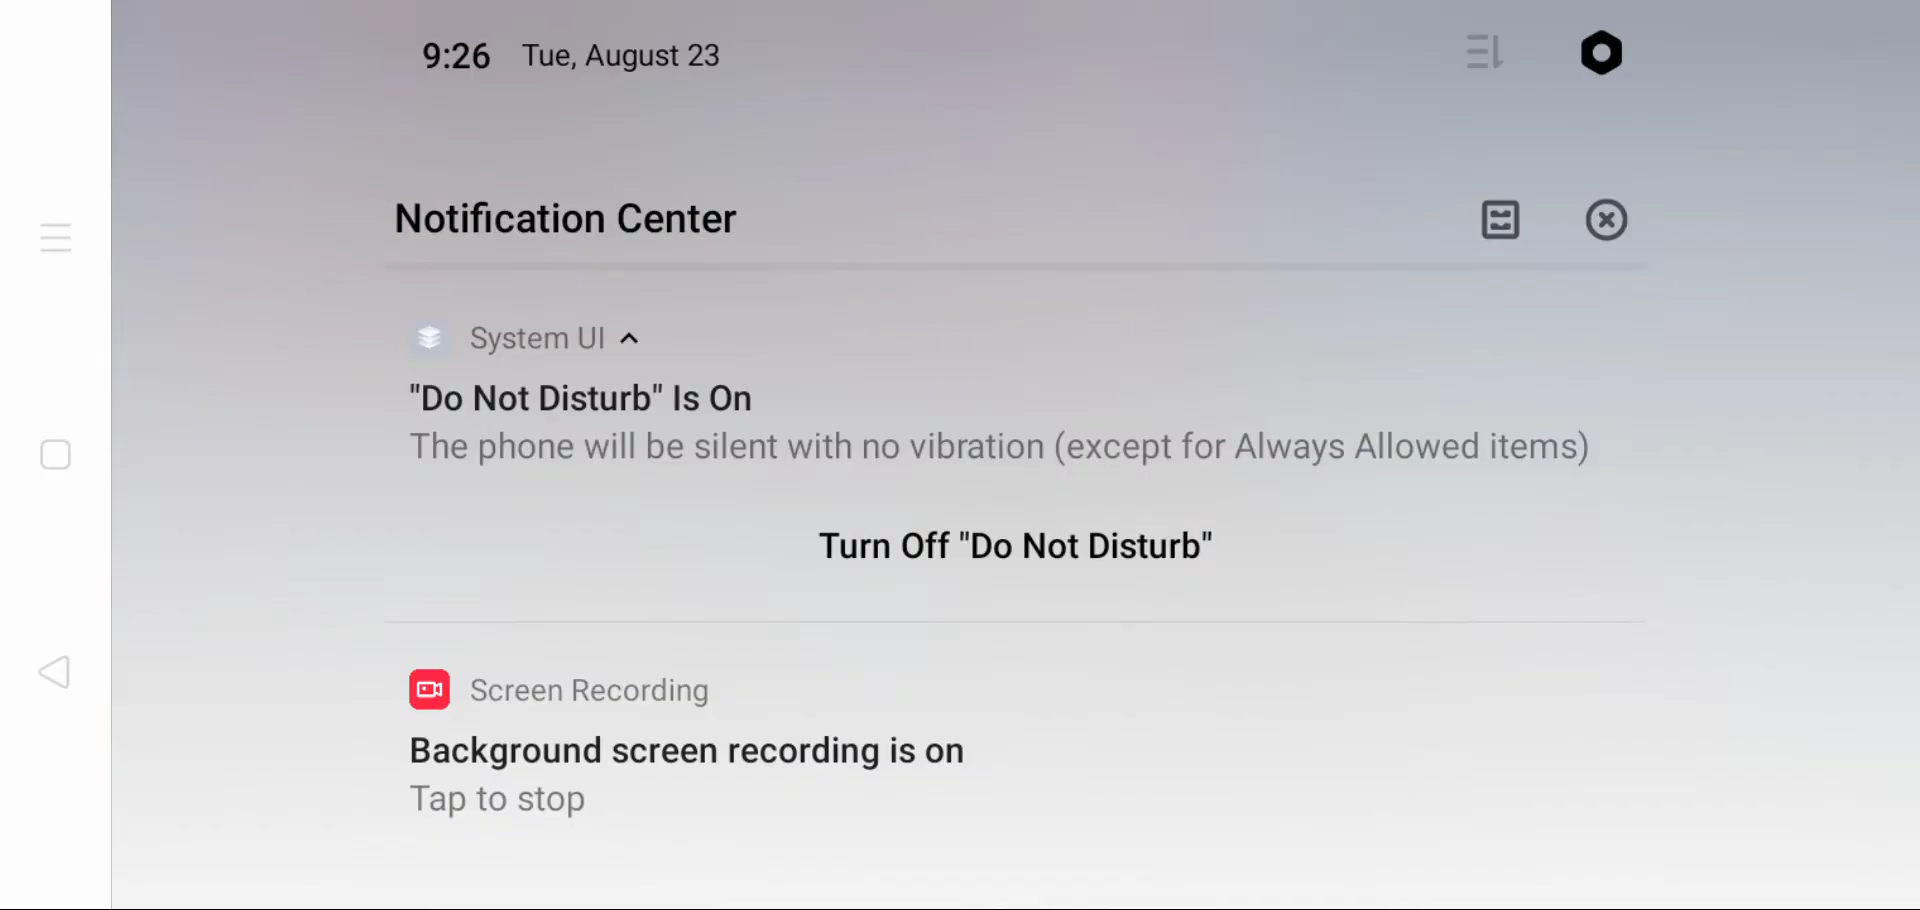 9:26 Tue, August 23
Notification Center
System UI
"Do Not Disturb" Is On
The phone will be silent with no vibration (except for Always Allowed items)
Turn Off "Do Not Disturb"
Screen Recording
Background screen recording is on
Tap to stop